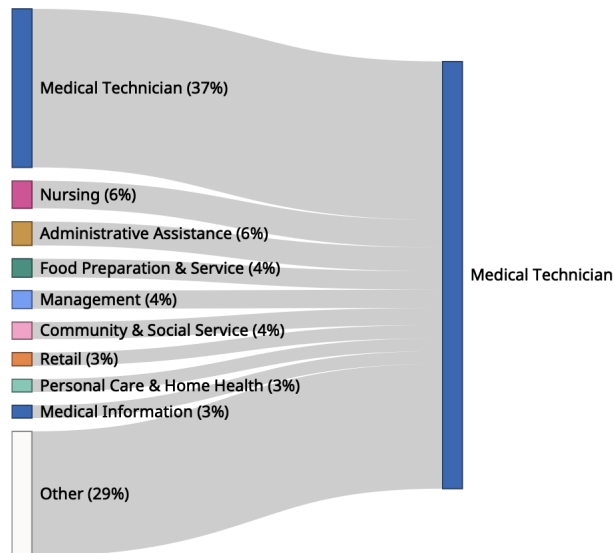 Medical Technician (37%)
Nursing (6%)
Administrative Assistance (6%)
Food Preparation & Service (4%)
Management (4%)
Community & Social Service (4%)
Retail (3%)
Personal Care & Home Health (3%)
Medical Information (3%)
Other (29%)
Medical Technician